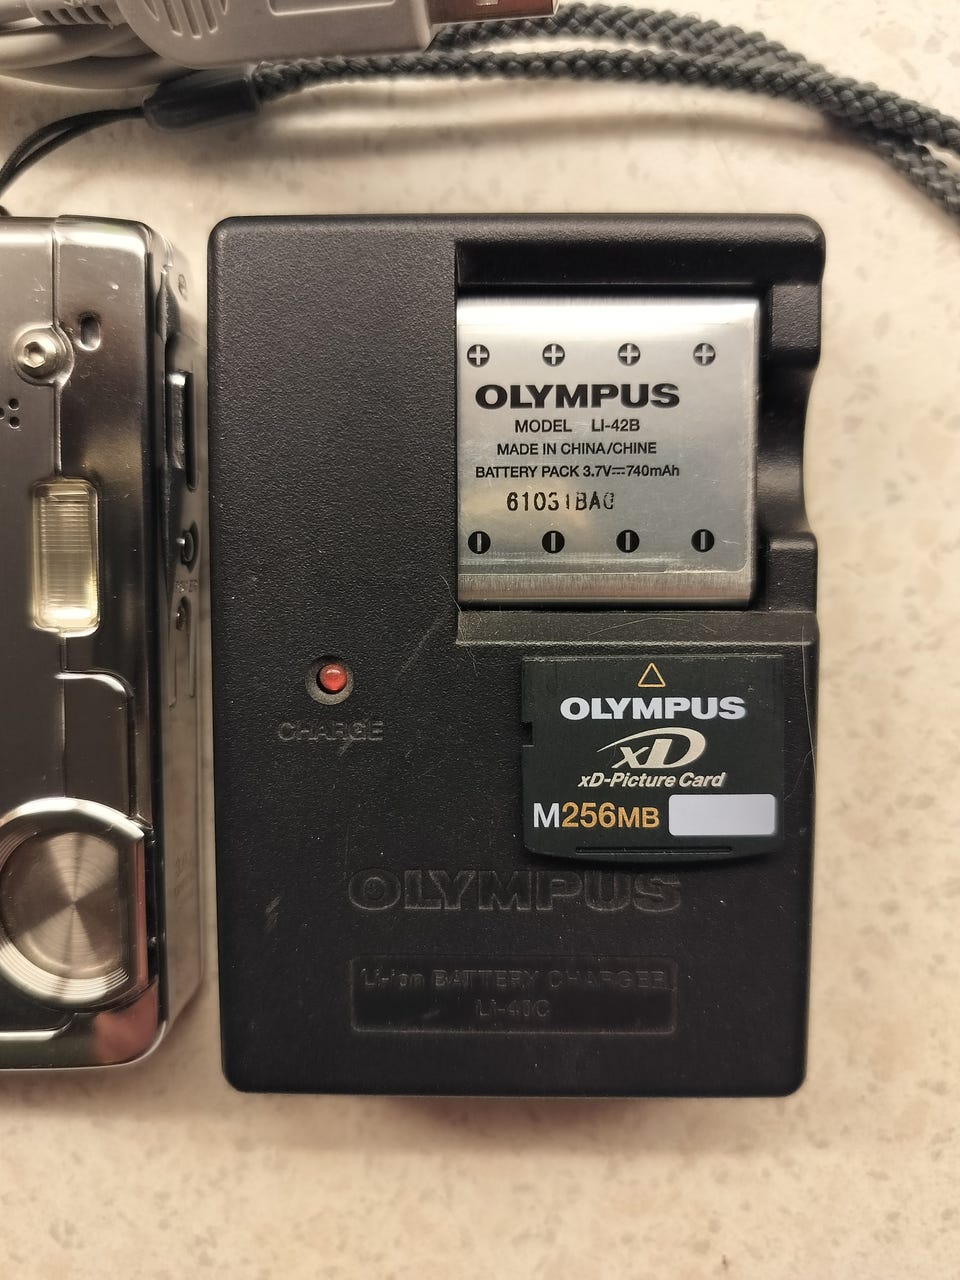 OLYMPUS
MODEL LI-42B
MADE IN CHINA/CHINE
BATTERY PACK 3.7V⎓740mAh
CHARGE
OLYMPUS
xD
xD-Picture Card
M256MB
OLYMPUS
Li-ion BATTERY CHARGER
LI-40C